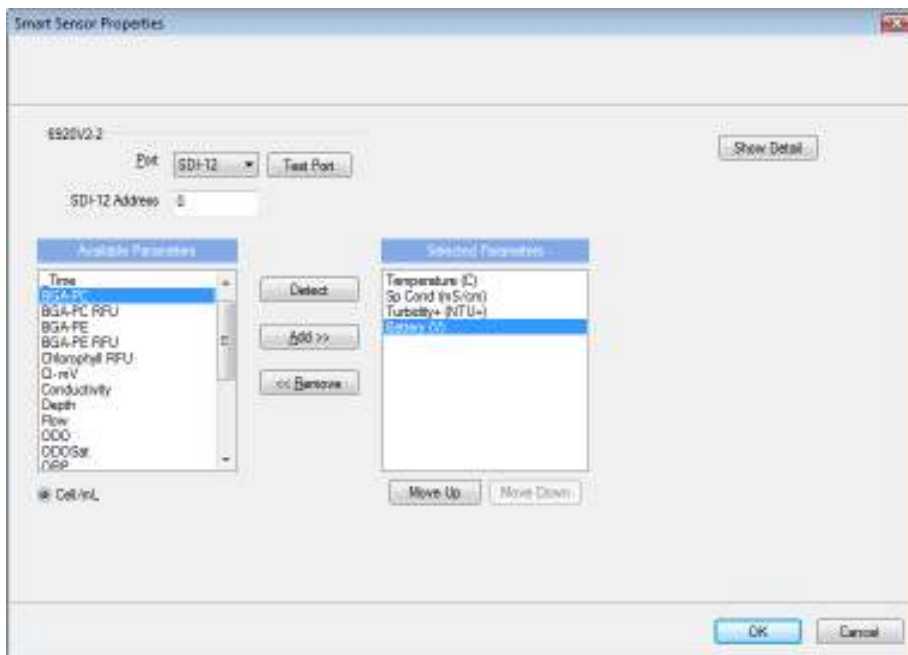 Smart Sensor Properties
6920V2-2
Show Detail
Port SDI-12 Test Port
SDI-12 Address 0
Available Parameters
Selected Parameters
_Time
BGA-PC
BGA-PC RFU
BGA-PE
BGA-PE RFU
Chlorophyll RFU
Cl- mV
Conductivity
Depth
Flow
ODO
ODOSat
ORP
Detect
Add >>
<< Remove
Temperature (C)
Sp Cond (mS/cm)
Turbidity+ (NTU+)
Battery (V)
Cell/mL
Move Up
Move Down
OK
Cancel